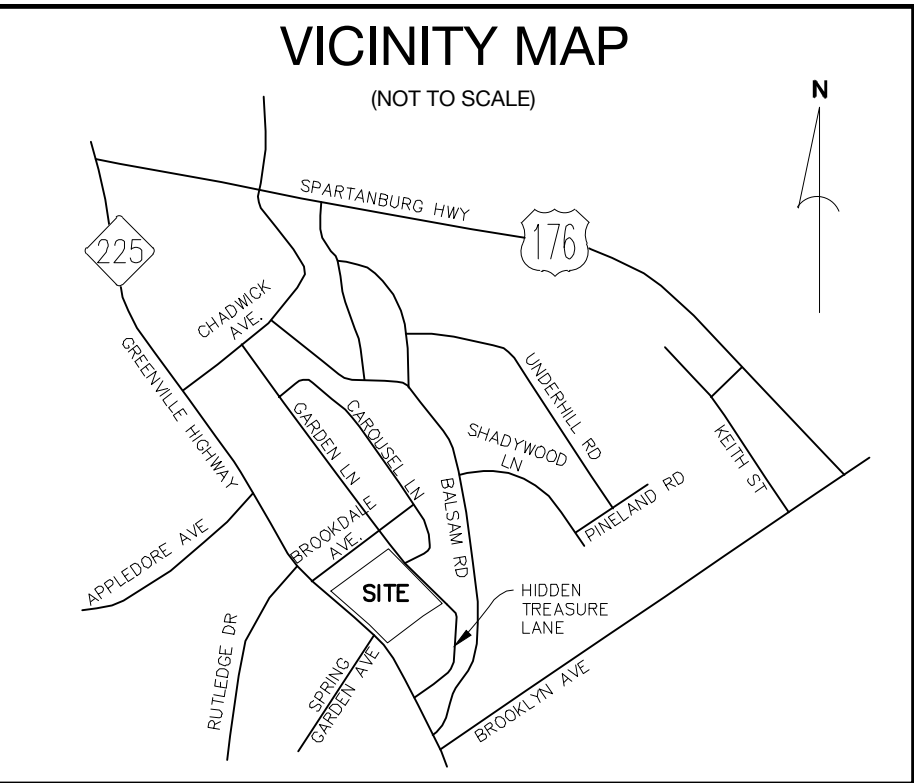 VICINITY MAP
(NOT TO SCALE)
N
SPARTANBURG HWY
176
225
CHADWICK
AVE.
GREENVILLE HIGHWAY
GARDEN LN
CAROUSEL LN
UNDERHILL RD
SHADYWOOD
LN
KEITH ST
BALSAM RD
PINELAND RD
BROOKDALE
AVE.
APPLEDORE AVE
SITE
HIDDEN
TREASURE
LANE
RUTLEDGE DR
SPRING
GARDEN AVE
BROOKLYN AVE